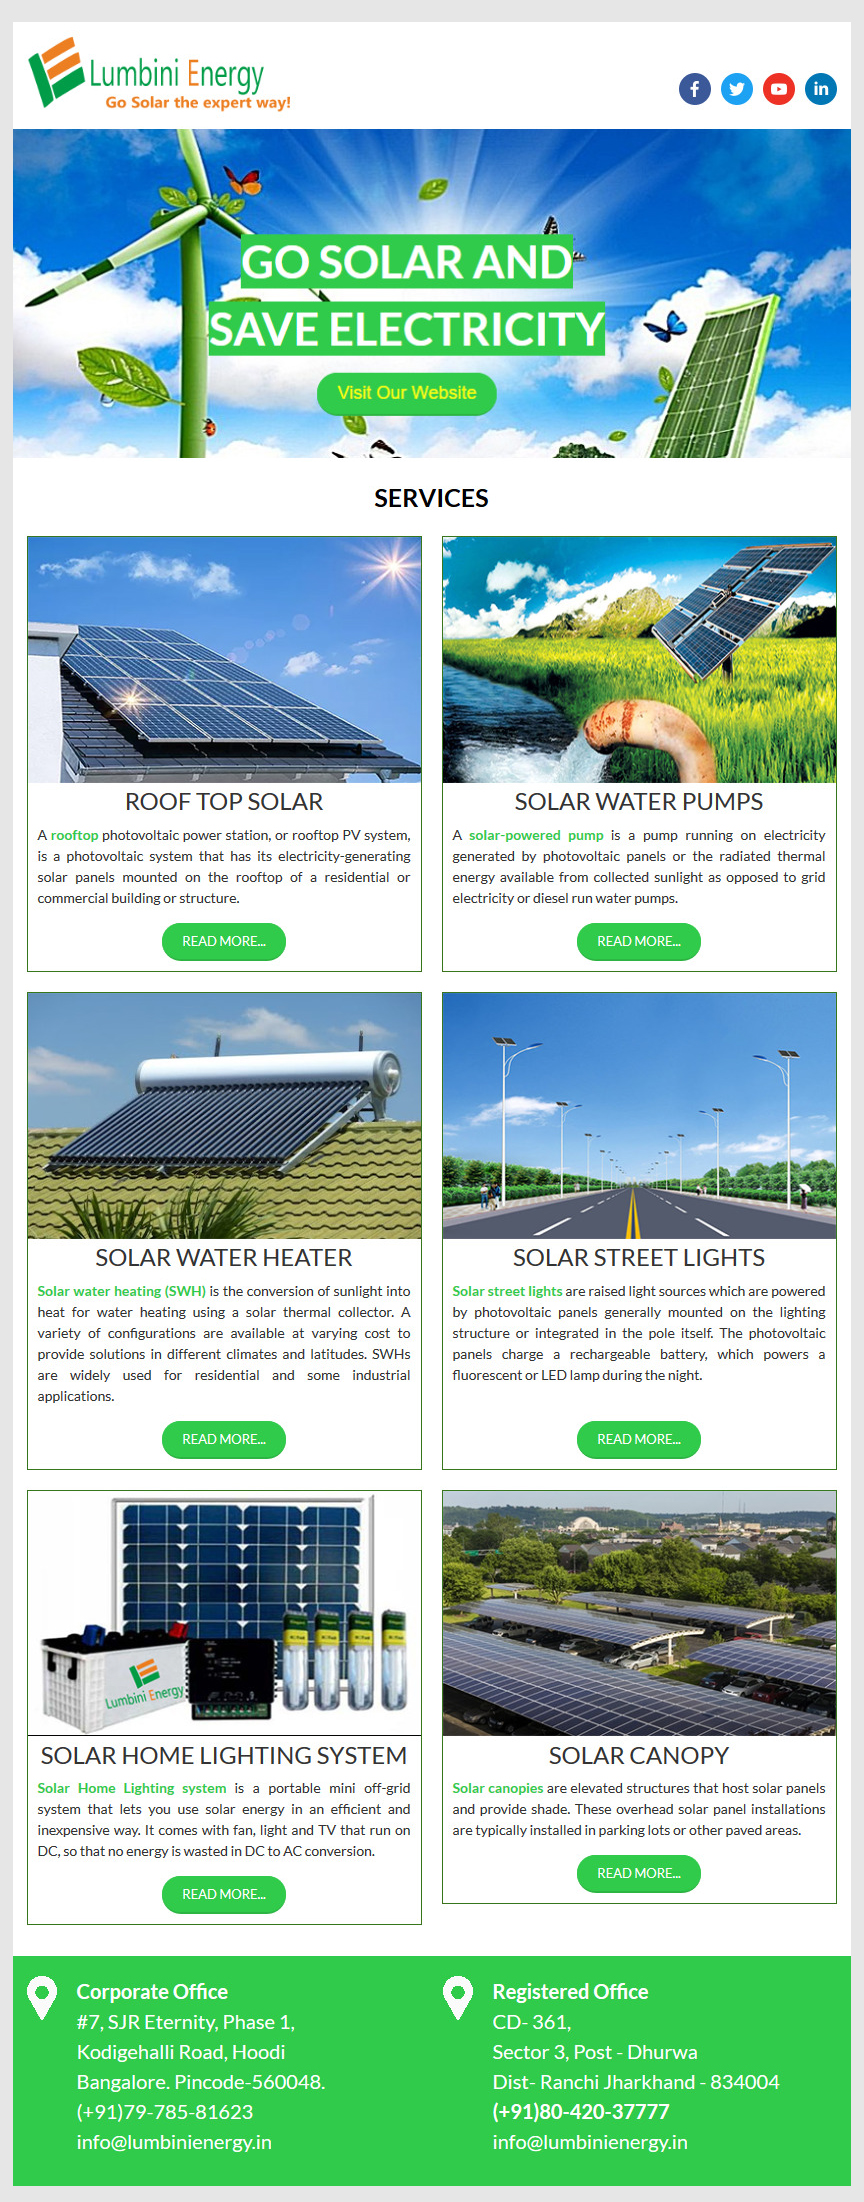 Lumbini Energy
Go Solar the expert way!
GO SOLAR AND
SAVE ELECTRICITY
Visit Our Website
SERVICES
ROOF TOP SOLAR
A rooftop photovoltaic power station, or rooftop PV system,
is a photovoltaic system that has its electricity-generating
solar panels mounted on the rooftop of a residential or
commercial building or structure.
READ MORE...
SOLAR WATER PUMPS
A solar-powered pump is a pump running on electricity
generated by photovoltaic panels or the radiated thermal
energy available from collected sunlight as opposed to grid
electricity or diesel run water pumps.
READ MORE...
SOLAR WATER HEATER
Solar water heating (SWH) is the conversion of sunlight into
heat for water heating using a solar thermal collector. A
variety of configurations are available at varying cost to
provide solutions in different climates and latitudes. SWHs
are widely used for residential and some industrial
applications.
READ MORE...
SOLAR STREET LIGHTS
Solar street lights are raised light sources which are powered
by photovoltaic panels generally mounted on the lighting
structure or integrated in the pole itself. The photovoltaic
panels charge a rechargeable battery, which powers a
fluorescent or LED lamp during the night.
READ MORE...
Lumbini Energy
SOLAR HOME LIGHTING SYSTEM
Solar Home Lighting system is a portable mini off-grid
system that lets you use solar energy in an efficient and
inexpensive way. It comes with fan, light and TV that run on
DC, so that no energy is wasted in DC to AC conversion.
READ MORE...
SOLAR CANOPY
Solar canopies are elevated structures that host solar panels
and provide shade. These overhead solar panel installations
are typically installed in parking lots or other paved areas.
READ MORE...
Corporate Office
#7, SJR Eternity, Phase 1,
Kodigehalli Road, Hoodi
Bangalore. Pincode-560048.
(+91)79-785-81623
info@lumbinienergy.in
Registered Office
CD- 361,
Sector 3, Post - Dhurwa
Dist- Ranchi Jharkhand - 834004
(+91)80-420-37777
info@lumbinienergy.in